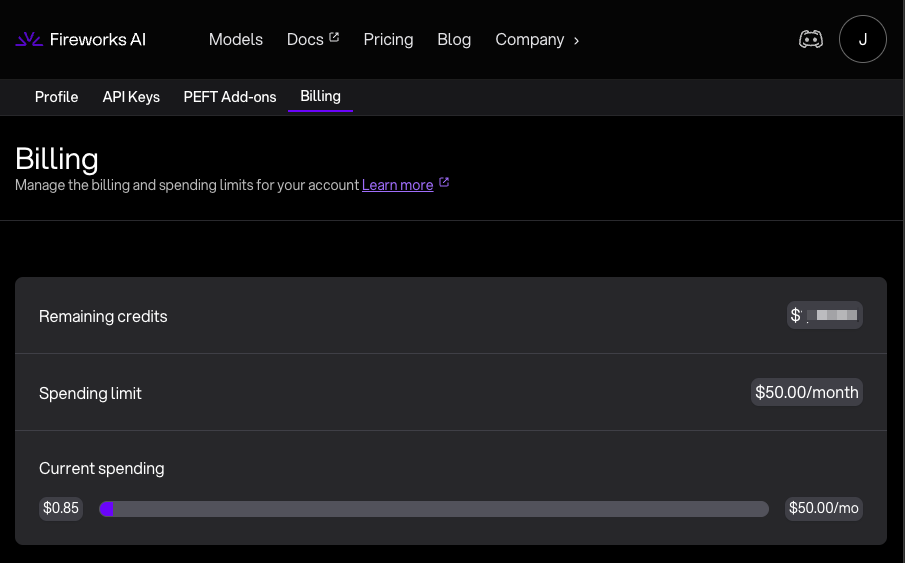 Fireworks AI Models Docs Pricing Blog Company J
Profile API Keys PEFT Add-ons Billing
Billing
Manage the billing and spending limits for your account Learn more
Remaining credits $
Spending limit $50.00/month
Current spending
$0.85 $50.00/mo